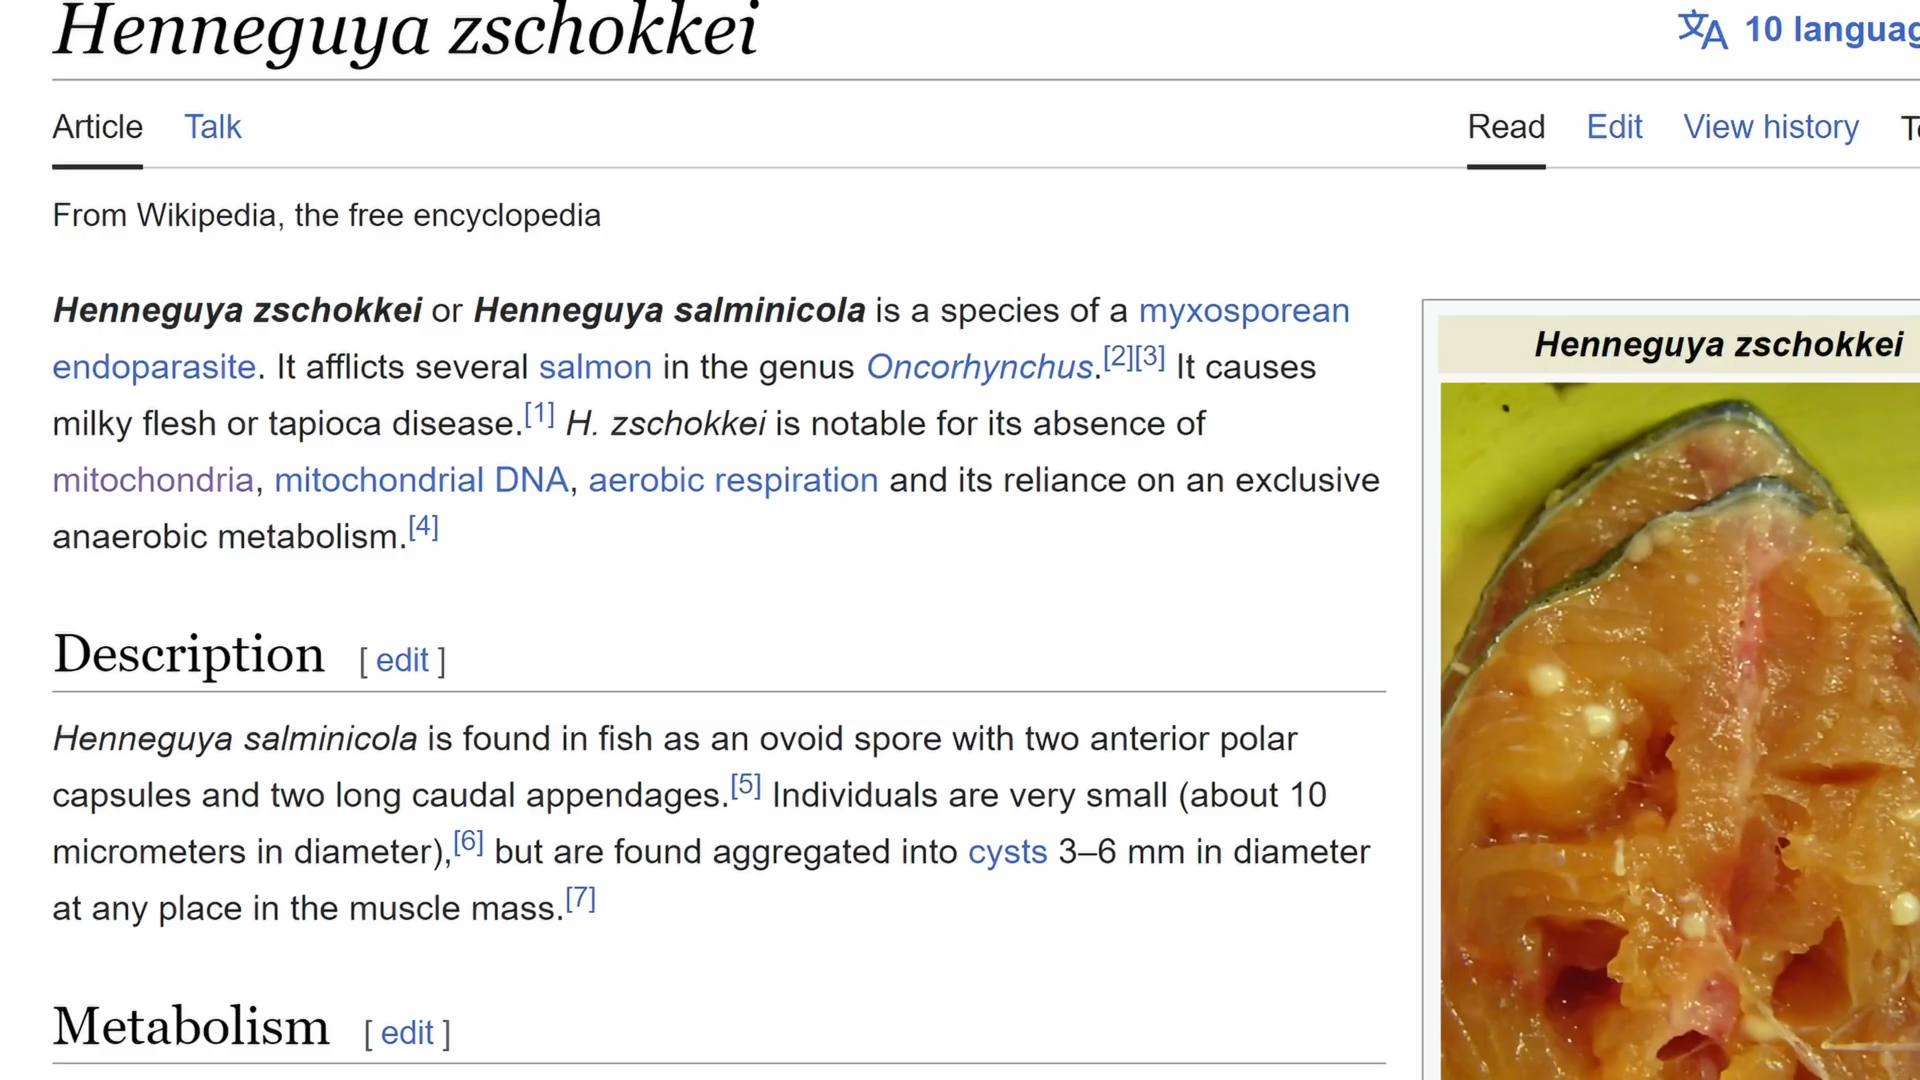 Henneguya zschokkei
文A 10 languag
Article Talk
Read Edit View history
From Wikipedia, the free encyclopedia
Henneguya zschokkei or Henneguya salminicola is a species of a myxosporean
endoparasite. It afflicts several salmon in the genus Oncorhynchus.[2][3] It causes
milky flesh or tapioca disease.[1] H. zschokkei is notable for its absence of
mitochondria, mitochondrial DNA, aerobic respiration and its reliance on an exclusive
anaerobic metabolism.[4]
Henneguya zschokkei
Description [ edit ]
Henneguya salminicola is found in fish as an ovoid spore with two anterior polar
capsules and two long caudal appendages.[5] Individuals are very small (about 10
micrometers in diameter),[6] but are found aggregated into cysts 3–6 mm in diameter
at any place in the muscle mass.[7]
Metabolism [ edit ]